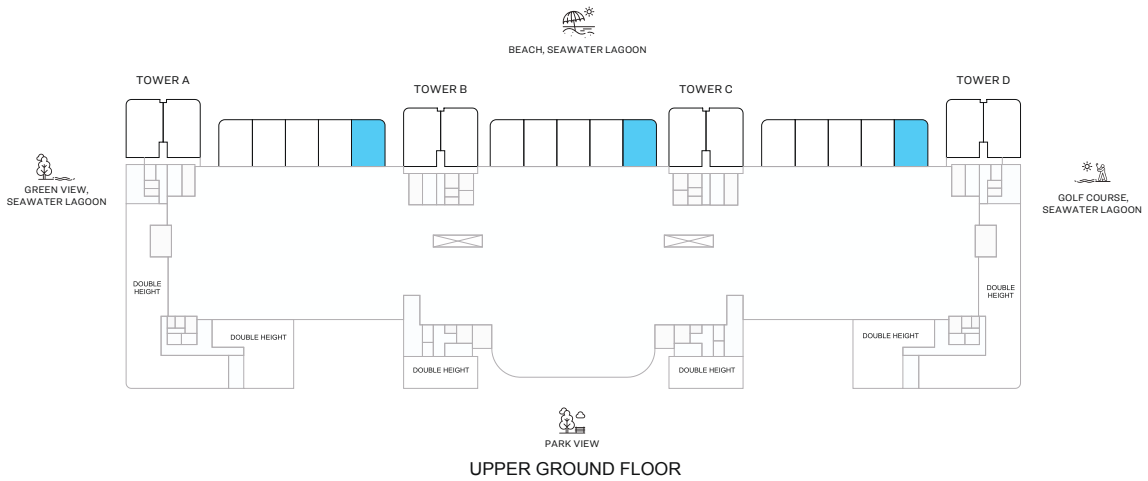 BEACH, SEAWATER LAGOON
TOWER A
TOWER B
TOWER C
TOWER D
GREEN VIEW,
SEAWATER LAGOON
GOLF COURSE,
SEAWATER LAGOON
DOUBLE
HEIGHT
DOUBLE
HEIGHT
DOUBLE HEIGHT
DOUBLE HEIGHT
DOUBLE HEIGHT
DOUBLE HEIGHT
PARK VIEW
UPPER GROUND FLOOR